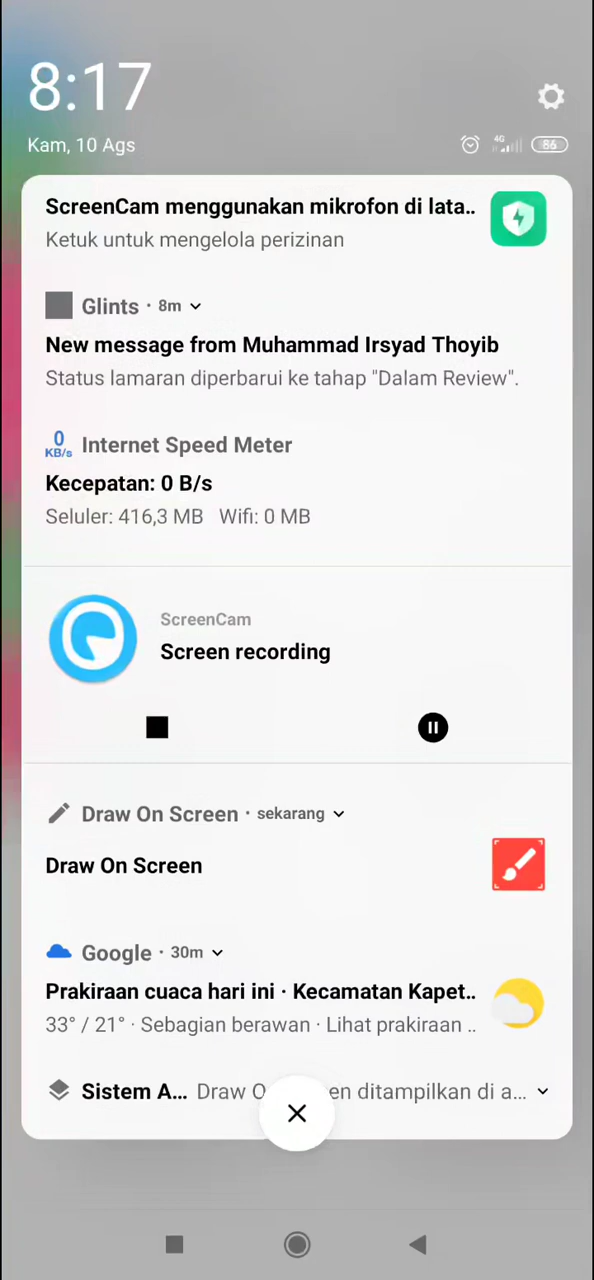 8:17
Kam, 10 Ags
4G
86
ScreenCam menggunakan mikrofon di lata..
Ketuk untuk mengelola perizinan
Glints · 8m
New message from Muhammad Irsyad Thoyib
Status lamaran diperbarui ke tahap "Dalam Review".
0
KB/s
Internet Speed Meter
Kecepatan: 0 B/s
Seluler: 416,3 MB Wifi: 0 MB
ScreenCam
Screen recording
Draw On Screen · sekarang
Draw On Screen
Google · 30m
Prakiraan cuaca hari ini · Kecamatan Kapet..
33° / 21° · Sebagian berawan · Lihat prakiraan ..
Sistem A... Draw ditampilkan di a...